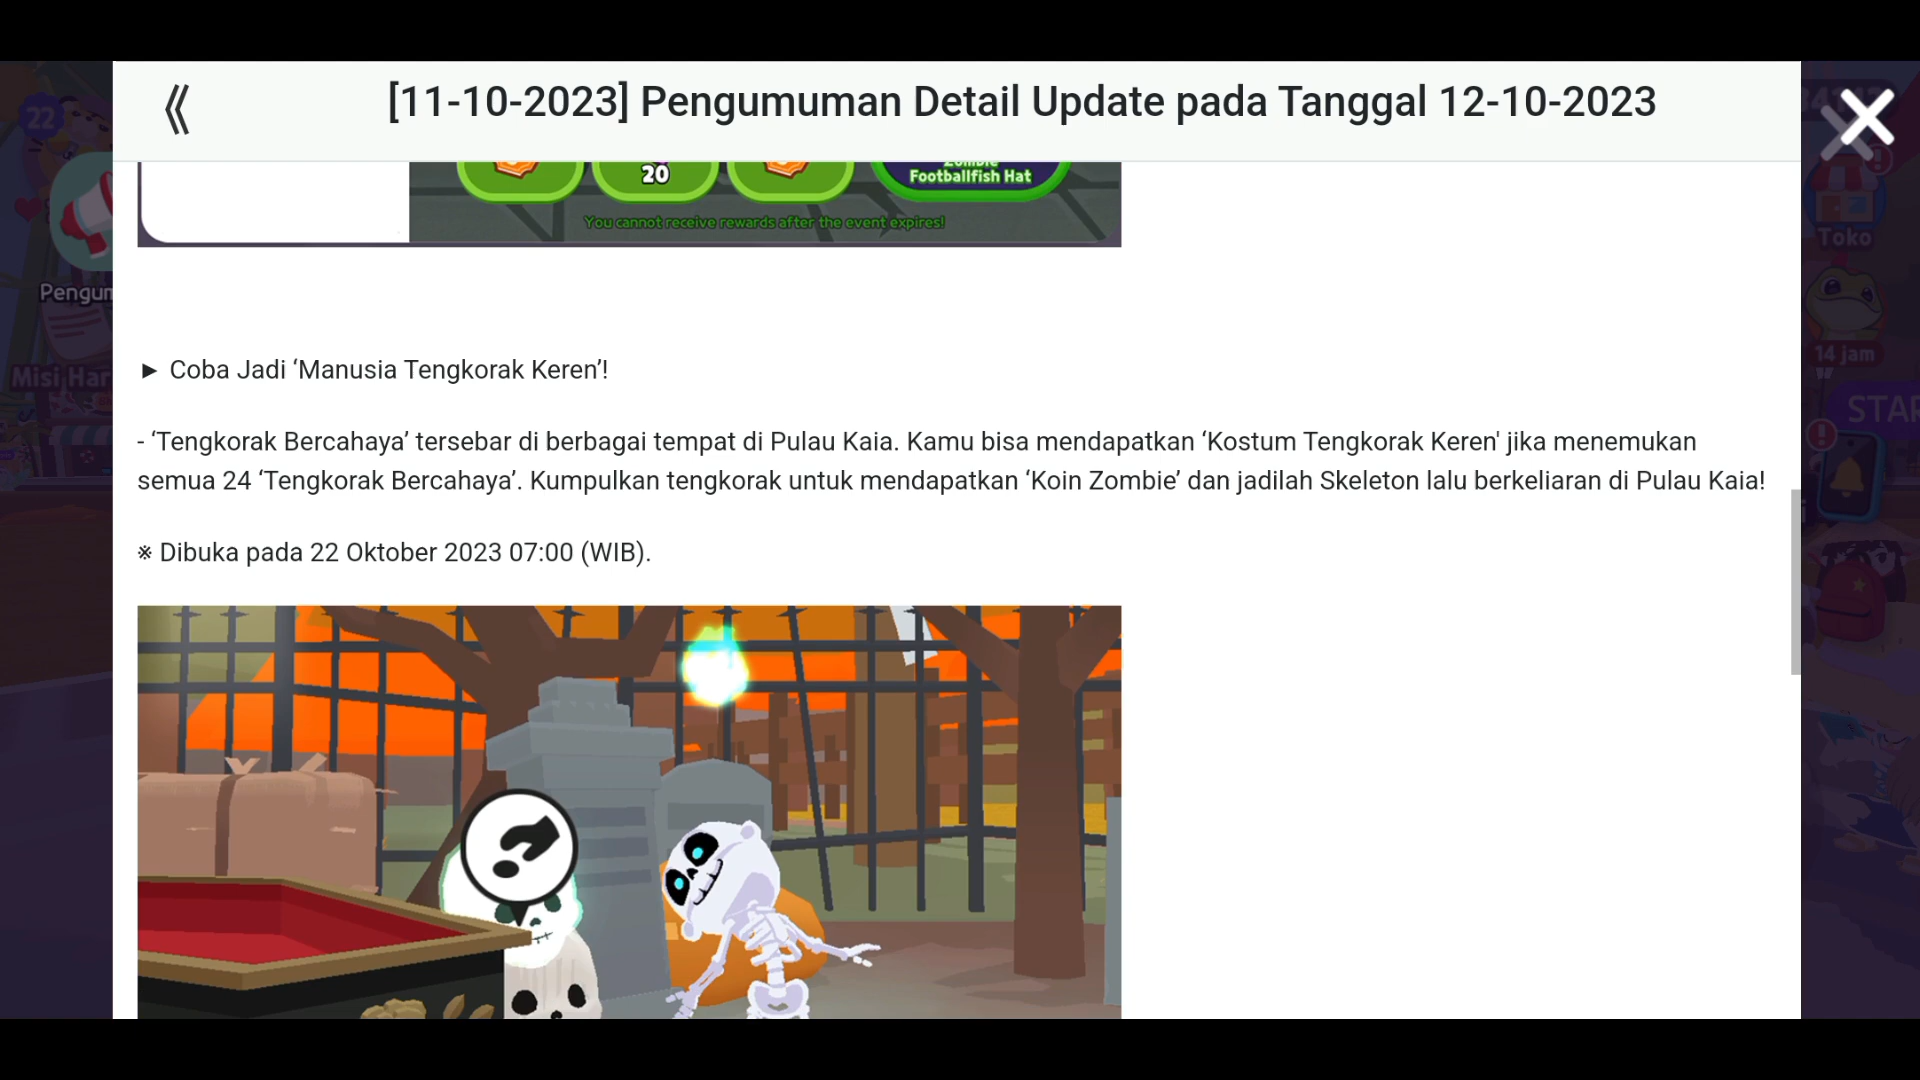 [11-10-2023] Pengumuman Detail Update pada Tanggal 12-10-2023
22
20
Zombie
Footballfish Hat
You cannot receive rewards after the event expires!
Toko
Pengum
14 jam
Misi Har
START
► Coba Jadi ‘Manusia Tengkorak Keren’!
- ‘Tengkorak Bercahaya’ tersebar di berbagai tempat di Pulau Kaia. Kamu bisa mendapatkan ‘Kostum Tengkorak Keren' jika menemukan
semua 24 ‘Tengkorak Bercahaya’. Kumpulkan tengkorak untuk mendapatkan ‘Koin Zombie’ dan jadilah Skeleton lalu berkeliaran di Pulau Kaia!
※ Dibuka pada 22 Oktober 2023 07:00 (WIB).